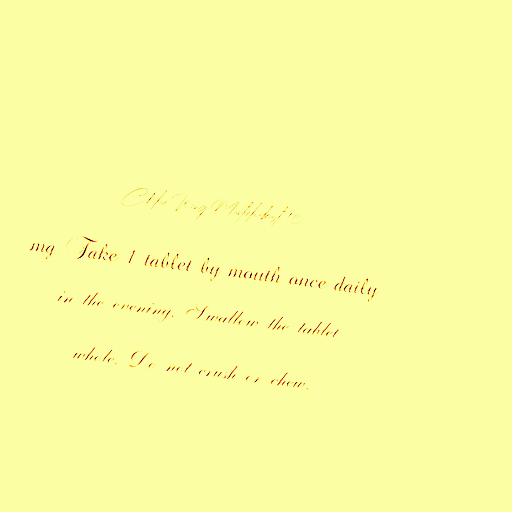 mg Take 1 tablet by mouth once daily
in the evening. Swallow the tablet
whole. Do not crush or chew.